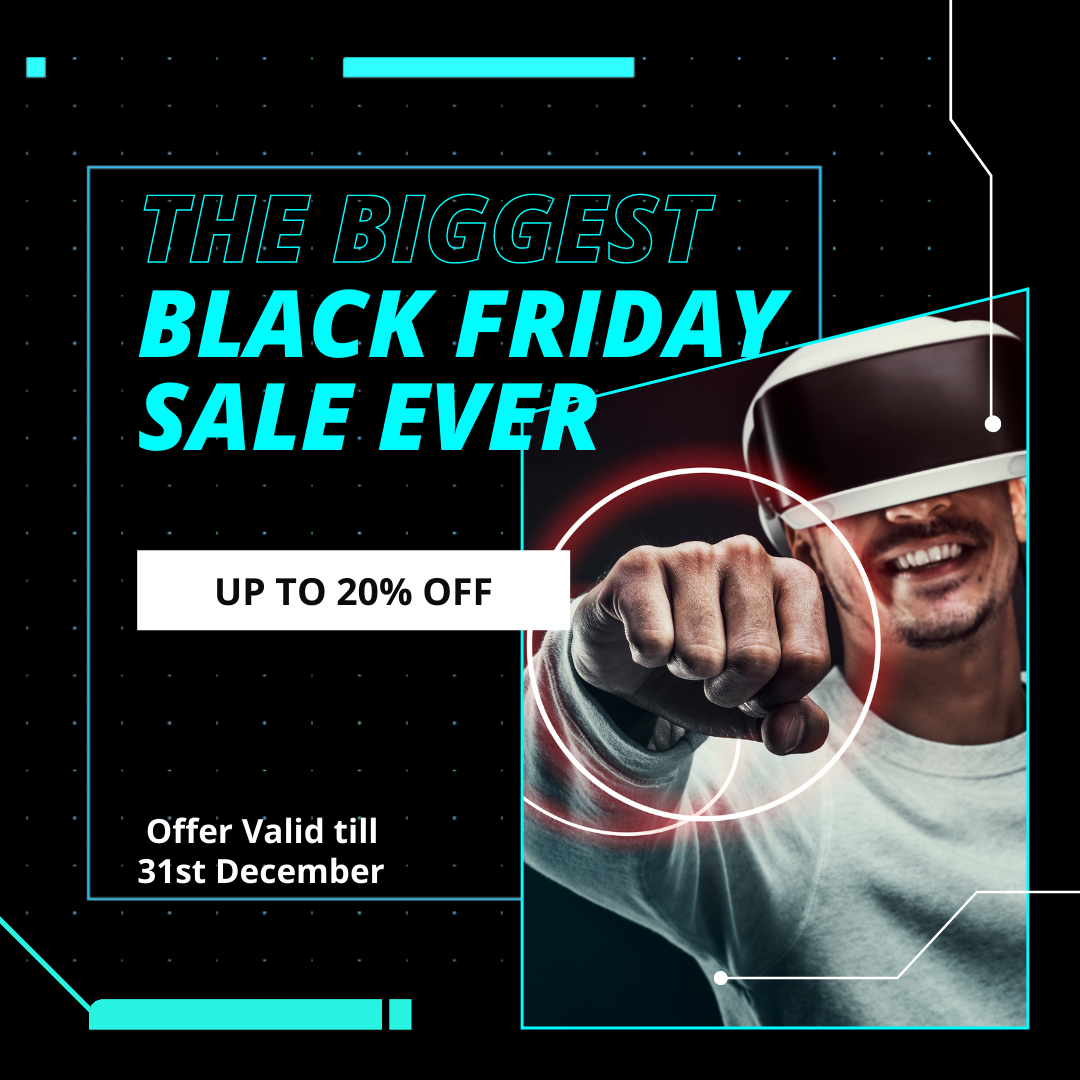 THE BIGGEST
BLACK FRIDAY
SALE EVER
UP TO 20% OFF
Offer Valid till
31st December